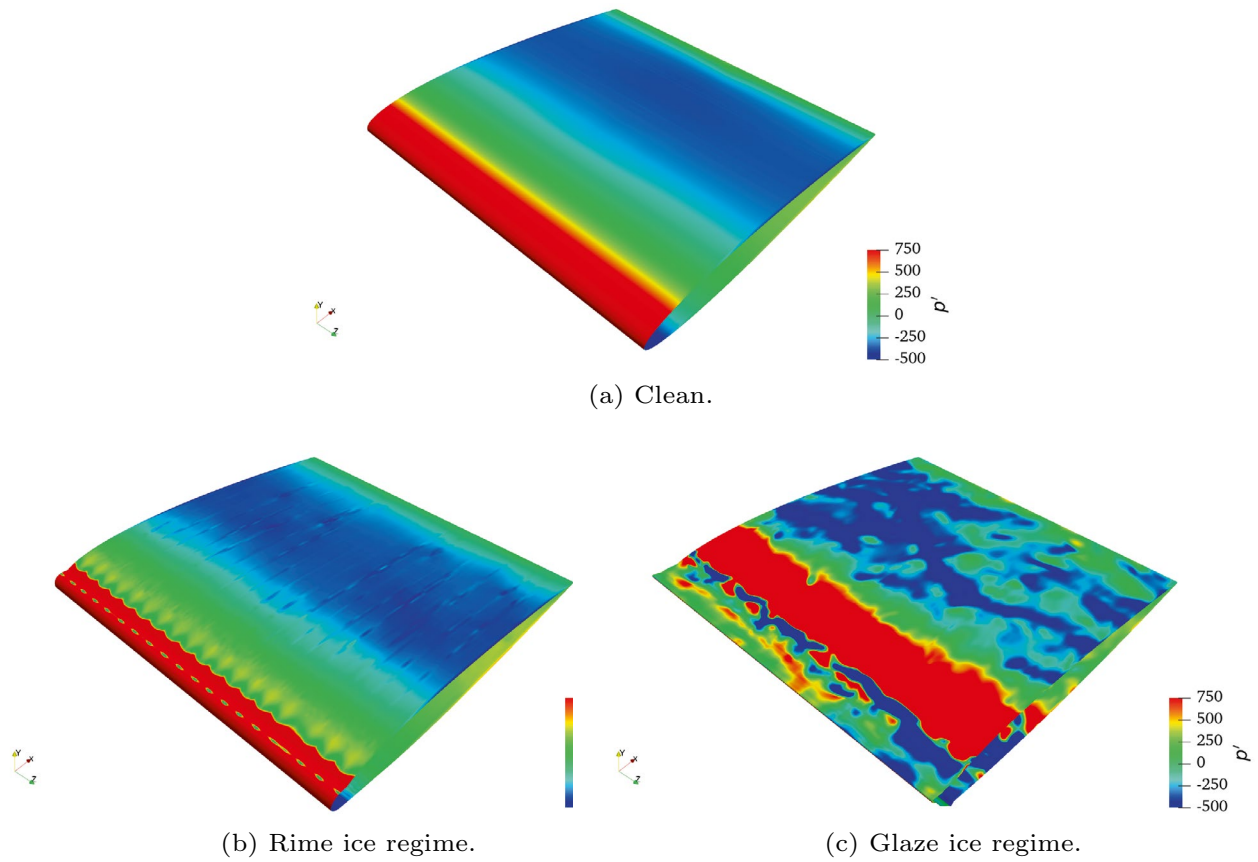 750
500
250
0
-250
-500
p'
Y
X
Z
(a) Clean.
Y
X
Z
(b) Rime ice regime.
750
500
250
0
-250
-500
p'
Y
X
Z
(c) Glaze ice regime.